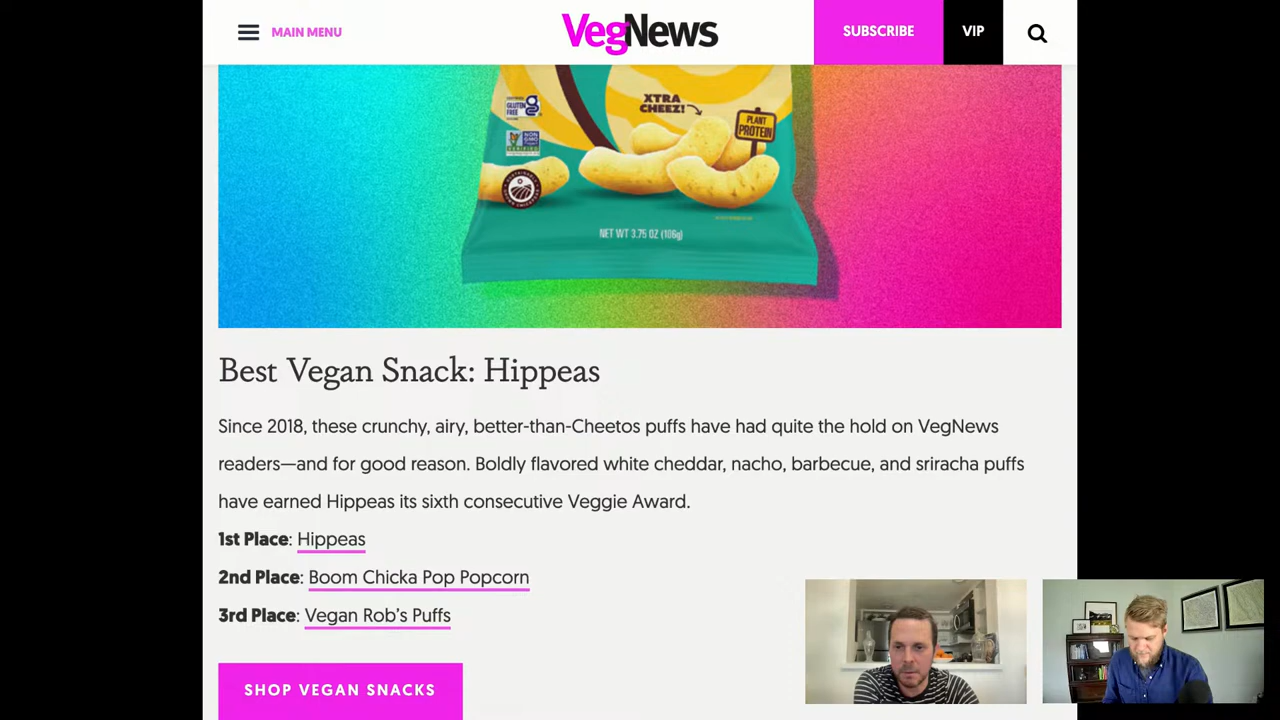 MAIN MENU
VegNews
SUBSCRIBE
VIP
XTRA
CHEEZ!
PLANT
PROTEIN
GLUTEN
FREE
NON
GMO
NET WT 3.75 OZ (106g)
Best Vegan Snack: Hippeas
Since 2018, these crunchy, airy, better-than-Cheetos puffs have had quite the hold on VegNews
readers—and for good reason. Boldly flavored white cheddar, nacho, barbecue, and sriracha puffs
have earned Hippeas its sixth consecutive Veggie Award.
1st Place: Hippeas
2nd Place: Boom Chicka Pop Popcorn
3rd Place: Vegan Rob’s Puffs
SHOP VEGAN SNACKS